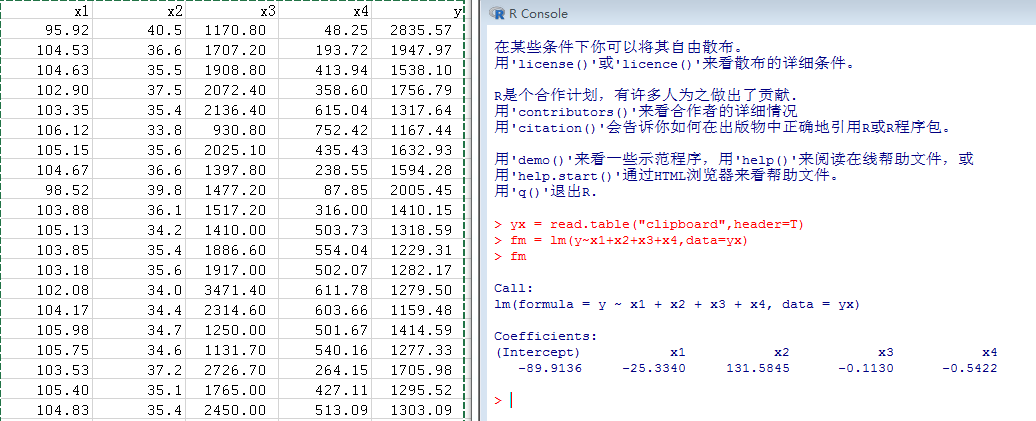 x1 x2 x3 x4 y
95.92 40.5 1170.80 48.25 2835.57
104.53 36.6 1707.20 193.72 1947.97
104.63 35.5 1908.80 413.94 1538.10
102.90 37.5 2072.40 358.60 1756.79
103.35 35.4 2136.40 615.04 1317.64
106.12 33.8 930.80 752.42 1167.44
105.15 35.6 2025.10 435.43 1632.93
104.67 36.6 1397.80 238.55 1594.28
98.52 39.8 1477.20 87.85 2005.45
103.88 36.1 1517.20 316.00 1410.15
105.13 34.2 1410.00 503.73 1318.59
103.85 35.4 1886.60 554.04 1229.31
103.18 35.6 1917.00 502.07 1282.17
102.08 34.0 3471.40 611.78 1279.50
104.17 34.4 2314.60 603.66 1159.48
105.98 34.7 1250.00 501.67 1414.59
105.75 34.6 1131.70 540.16 1277.33
103.53 37.2 2726.70 264.15 1705.98
105.40 35.1 1765.00 427.11 1295.52
104.83 35.4 2450.00 513.09 1303.09
R Console
在某些条件下你可以将其自由散布。
用'license()'或'licence()'来看散布的详细条件。
R是个合作计划，有许多人为之做出了贡献.
用'contributors()'来看合作者的详细情况
用'citation()'会告诉你如何在出版物中正确地引用R或R程序包。
用'demo()'来看一些示范程序，用'help()'来阅读在线帮助文件，或
用'help.start()'通过HTML浏览器来看帮助文件。
用'q()'退出R.
> yx = read.table("clipboard",header=T)
> fm = lm(y~x1+x2+x3+x4,data=yx)
> fm
Call:
lm(formula = y ~ x1 + x2 + x3 + x4, data = yx)
Coefficients:
(Intercept) x1 x2 x3 x4
-89.9136 -25.3340 131.5845 -0.1130 -0.5422
>